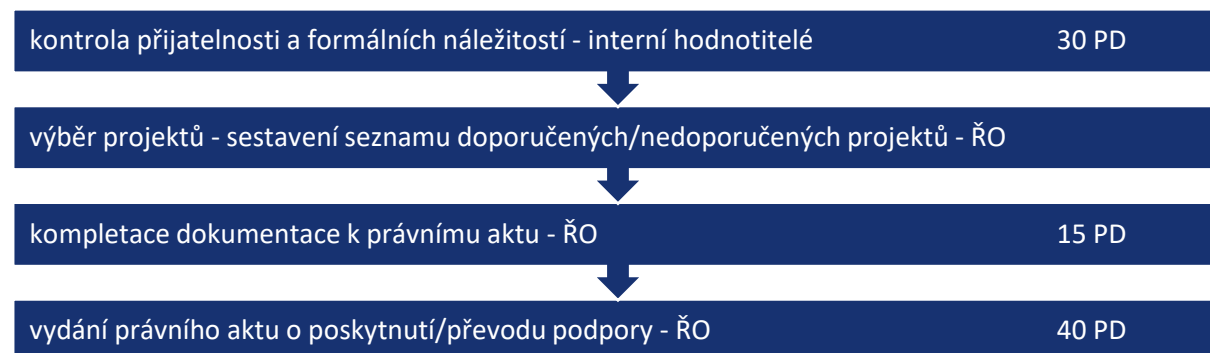 kontrola přijatelnosti a formálních náležitostí - interní hodnotitelé 30 PD
výběr projektů - sestavení seznamu doporučených/nedoporučených projektů - ŘO
kompletace dokumentace k právnímu aktu - ŘO 15 PD
vydání právního aktu o poskytnutí/převodu podpory - ŘO 40 PD